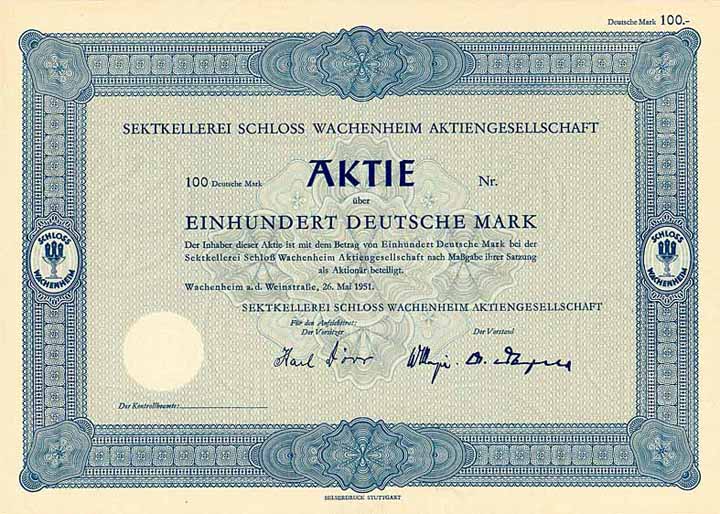 Deutsche Mark 100.-
SEKTKELLEREI SCHLOSS WACHENHEIM AKTIENGESELLSCHAFT
100 Deutsche Mark AKTIE Nr.
über
EINHUNDERT DEUTSCHE MARK
Der Inhaber dieser Aktie ist mit dem Betrag von Einhundert Deutsche Mark bei der
Sektkellerei Schloß Wachenheim Aktiengesellschaft nach Maßgabe ihrer Satzung
als Aktionär beteiligt.
SCHLOSS
WACHENHEIM
SCHLOSS
WACHENHEIM
Wachenheim a.d. Weinstraße, 26. Mai 1951.
SEKTKELLEREI SCHLOSS WACHENHEIM AKTIENGESELLSCHAFT
Für den Aufsichtsrat:
Der Vorsitzer
Der Vorstand
Karl Dörr
Der Kontrollbeamte:
BELSERDRUCK STUTTGART